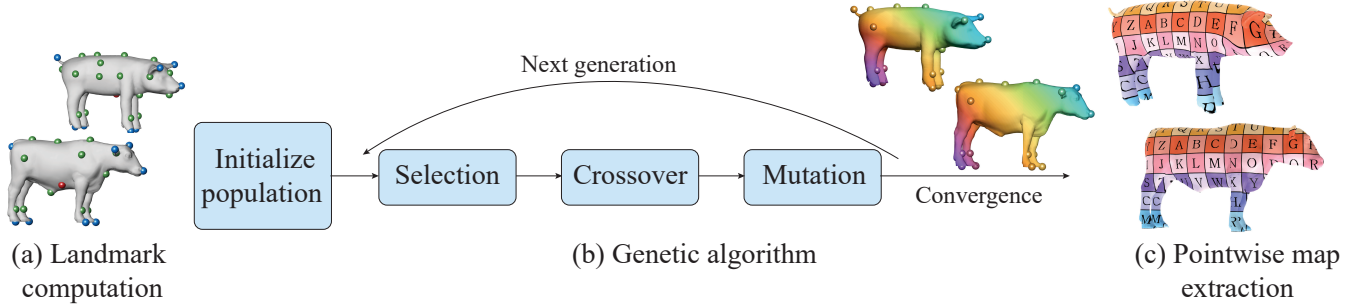 Next generation
Initialize
population
Selection
Crossover
Mutation
Convergence
(a) Landmark
computation
(b) Genetic algorithm
(c) Pointwise map
extraction
Z A B C D E F G
J K L M N O
Z A B C D E F G
J K L M N O